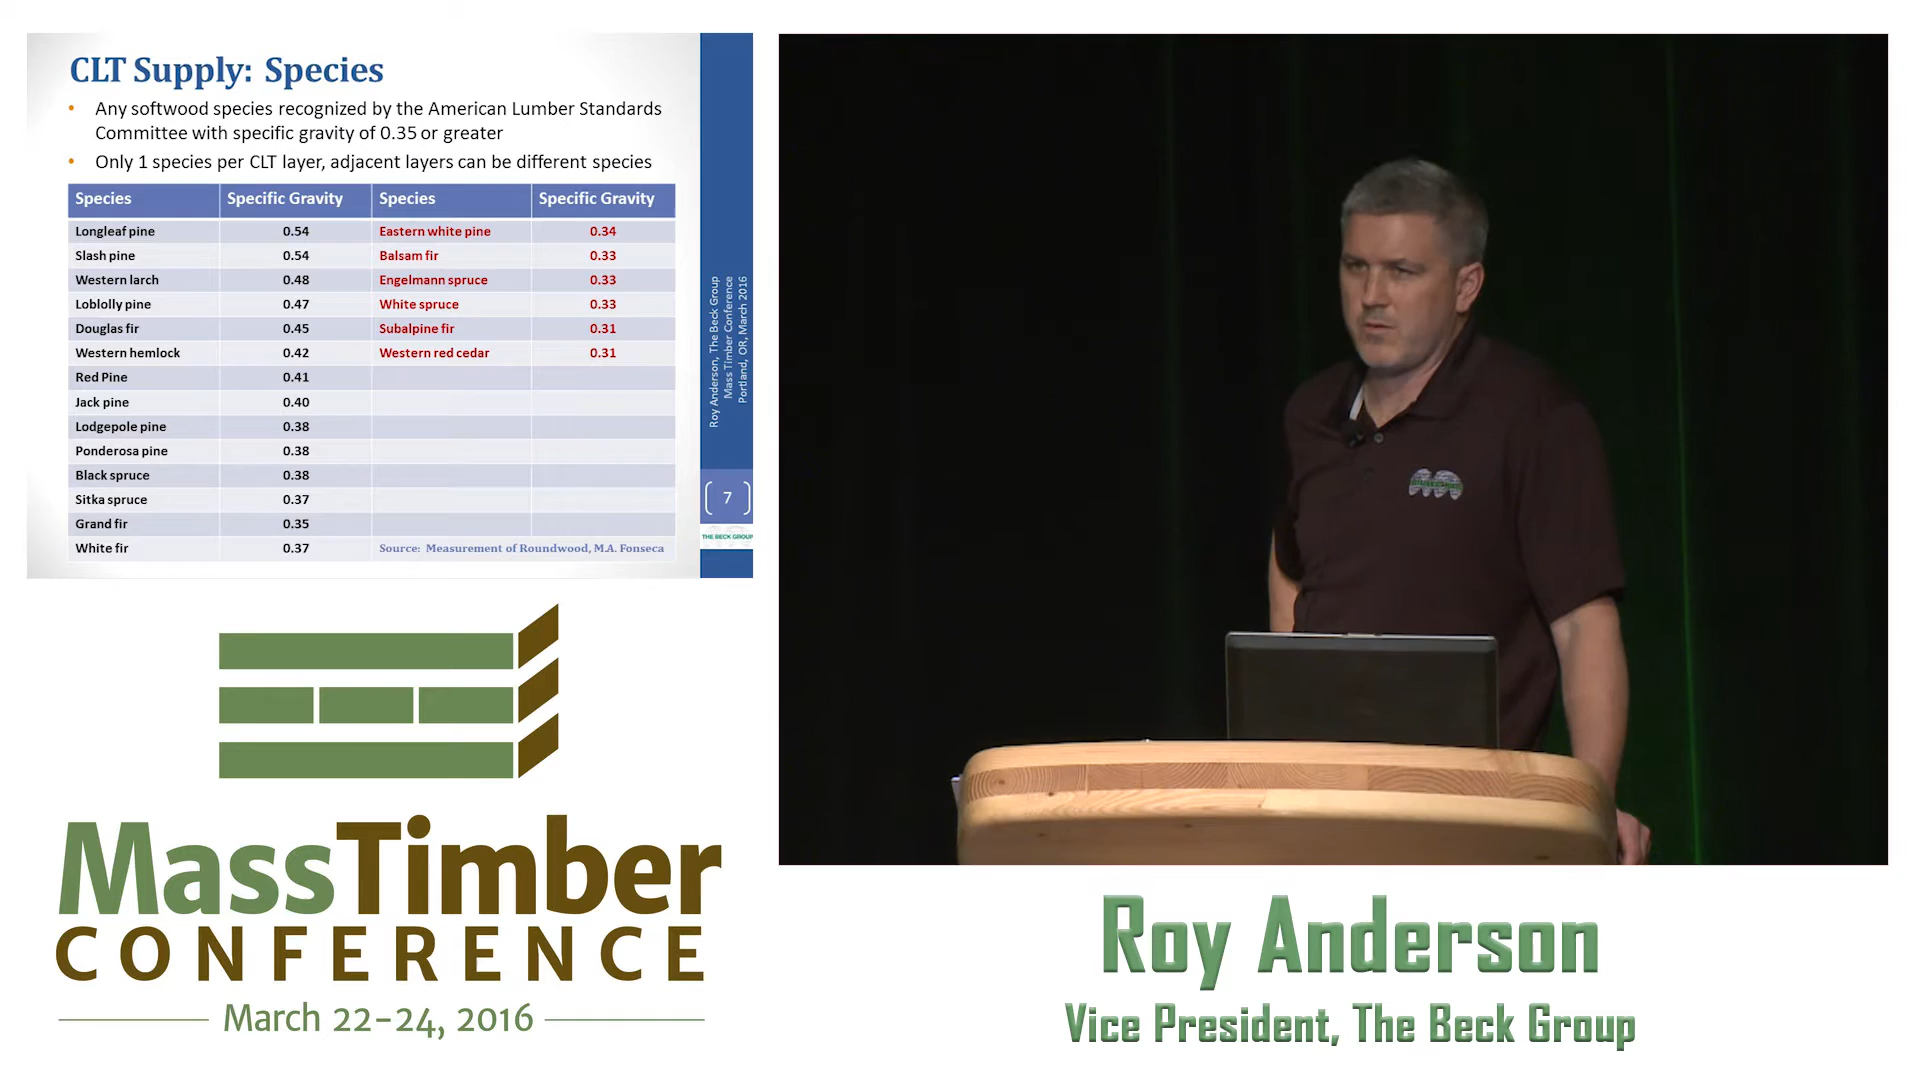 CLT Supply: Species
• Any softwood species recognized by the American Lumber Standards
Committee with specific gravity of 0.35 or greater
• Only 1 species per CLT layer, adjacent layers can be different species
Species Specific Gravity Species Specific Gravity
Longleaf pine 0.54 Eastern white pine 0.34
Slash pine 0.54 Balsam fir 0.33
Western larch 0.48 Engelmann spruce 0.33
Loblolly pine 0.47 White spruce 0.33
Douglas fir 0.45 Subalpine fir 0.31
Western hemlock 0.42 Western red cedar 0.31
Red Pine 0.41
Jack pine 0.40
Lodgepole pine 0.38
Ponderosa pine 0.38
Black spruce 0.38
Sitka spruce 0.37
Grand fir 0.35
White fir 0.37 Source: Measurement of Roundwood, M.A. Fonseca
Roy Anderson, The Beck Group
Mass Timber Conference
Portland, OR, March 2016
7
THE BECK GROUP
MassTimber
CONFERENCE
March 22–24, 2016
Roy Anderson
Vice President, The Beck Group